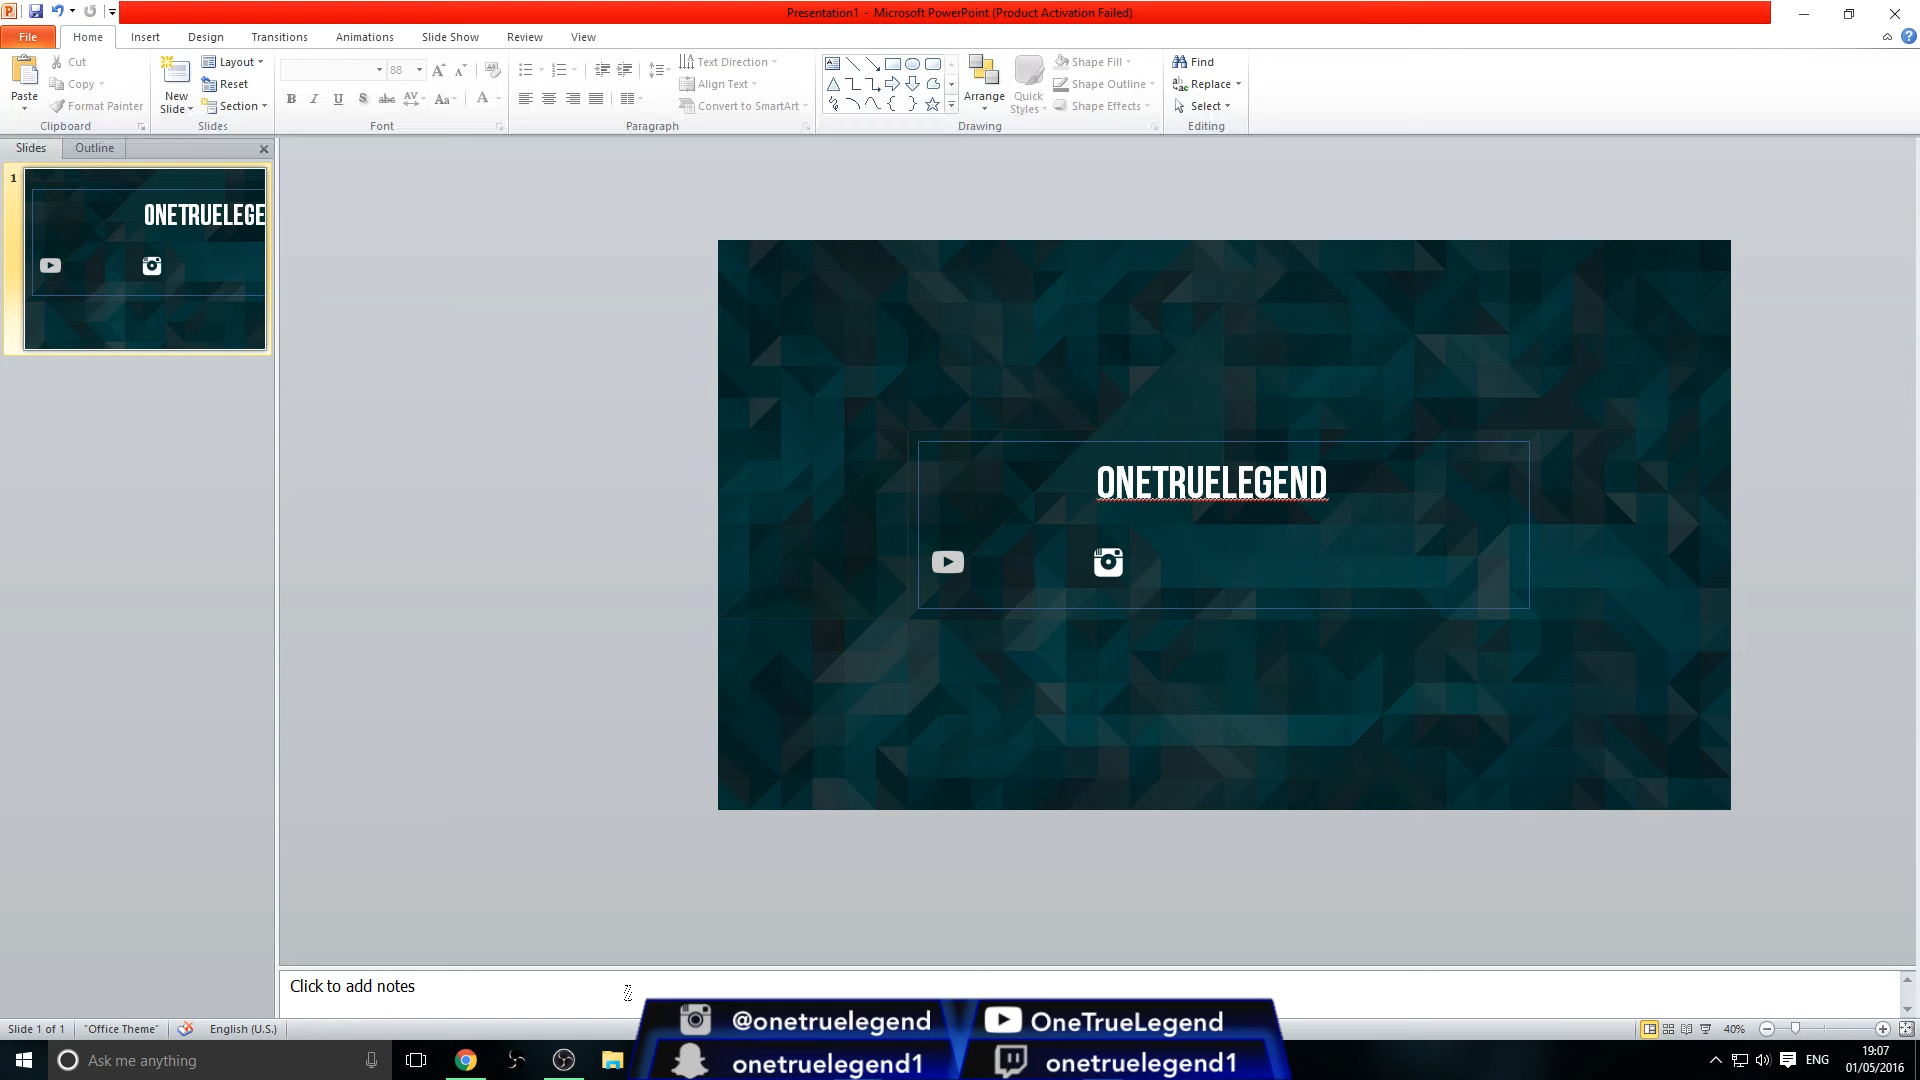 Presentation1 - Microsoft PowerPoint (Product Activation Failed)
File Home Insert Design Transitions Animations Slide Show Review View
Paste
Cut
Copy
Format Painter
Clipboard
New Slide
Layout
Reset
Section
Slides
88
Font
Text Direction
Align Text
Convert to SmartArt
Paragraph
Arrange
Quick Styles
Shape Fill
Shape Outline
Shape Effects
Drawing
Find
Replace
Select
Editing
Slides Outline
1
ONETRUELEGE
ONETRUELEGEND
Click to add notes
Slide 1 of 1 "Office Theme" English (U.S.) 40%
@onetruelegend OneTrueLegend
onetruelegend1 onetruelegend1
Ask me anything
ENG
19:07
01/05/2016